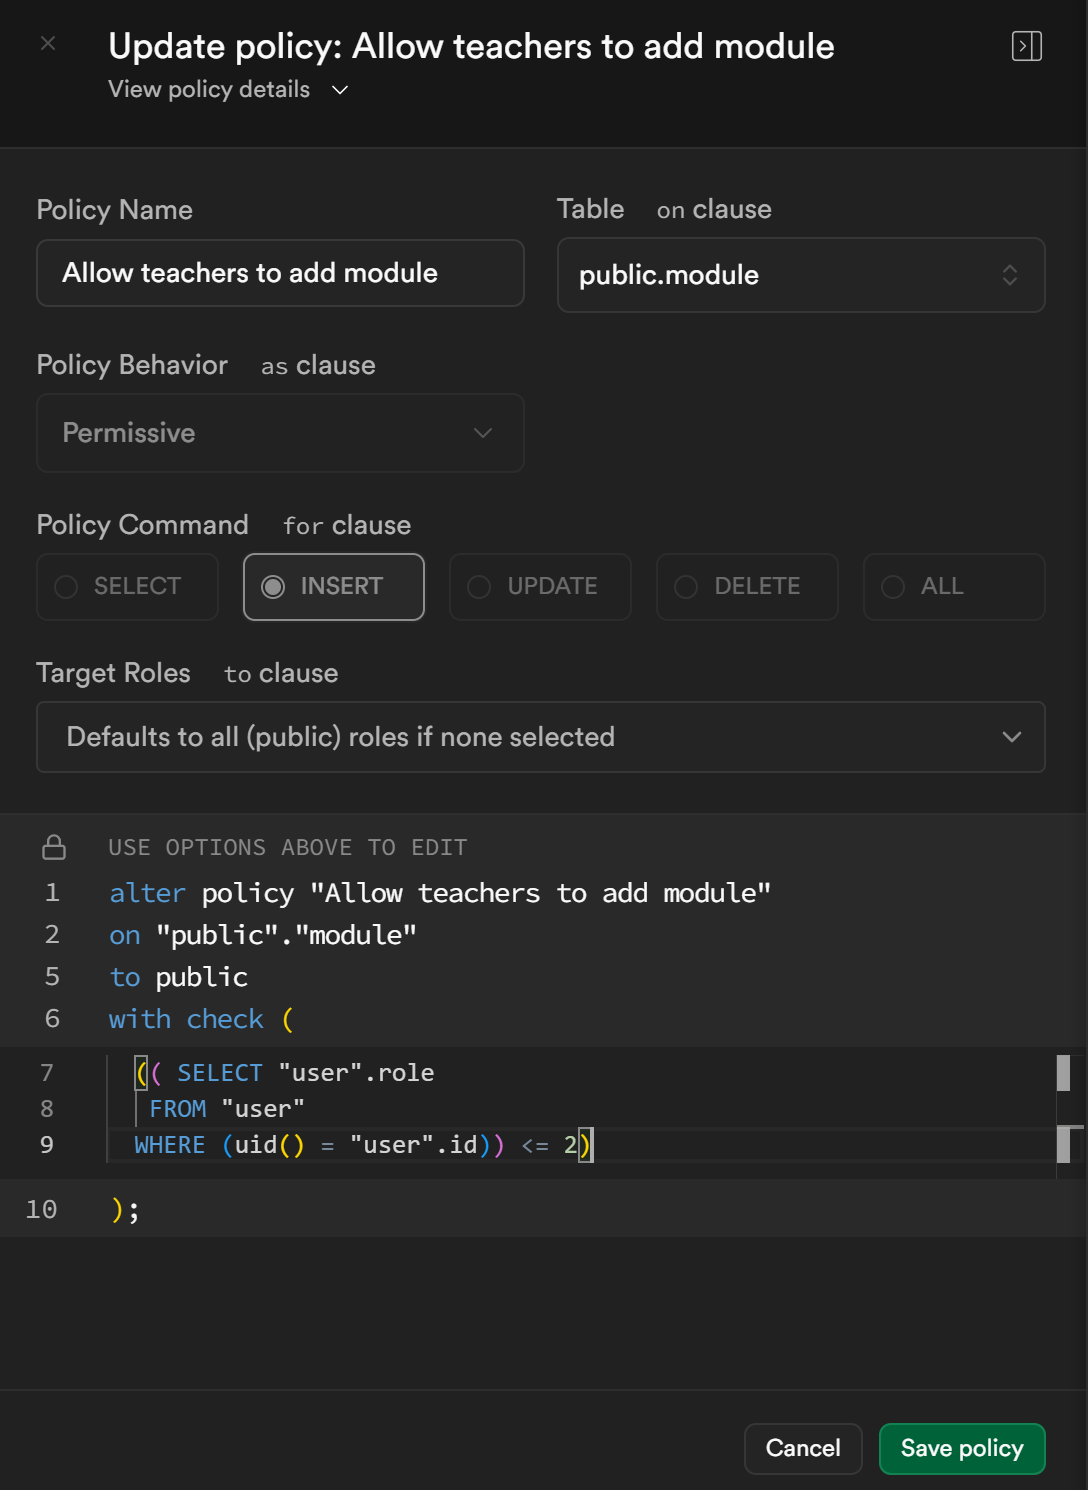 Update policy: Allow teachers to add module
View policy details
Policy Name
Allow teachers to add module
Table on clause
public.module
Policy Behavior as clause
Permissive
Policy Command for clause
SELECT INSERT UPDATE DELETE ALL
Target Roles to clause
Defaults to all (public) roles if none selected
USE OPTIONS ABOVE TO EDIT
1 alter policy "Allow teachers to add module"
2 on "public"."module"
5 to public
6 with check (
7 (( SELECT "user".role
8 FROM "user"
9 WHERE (uid() = "user".id)) <= 2)
10 );
Cancel Save policy